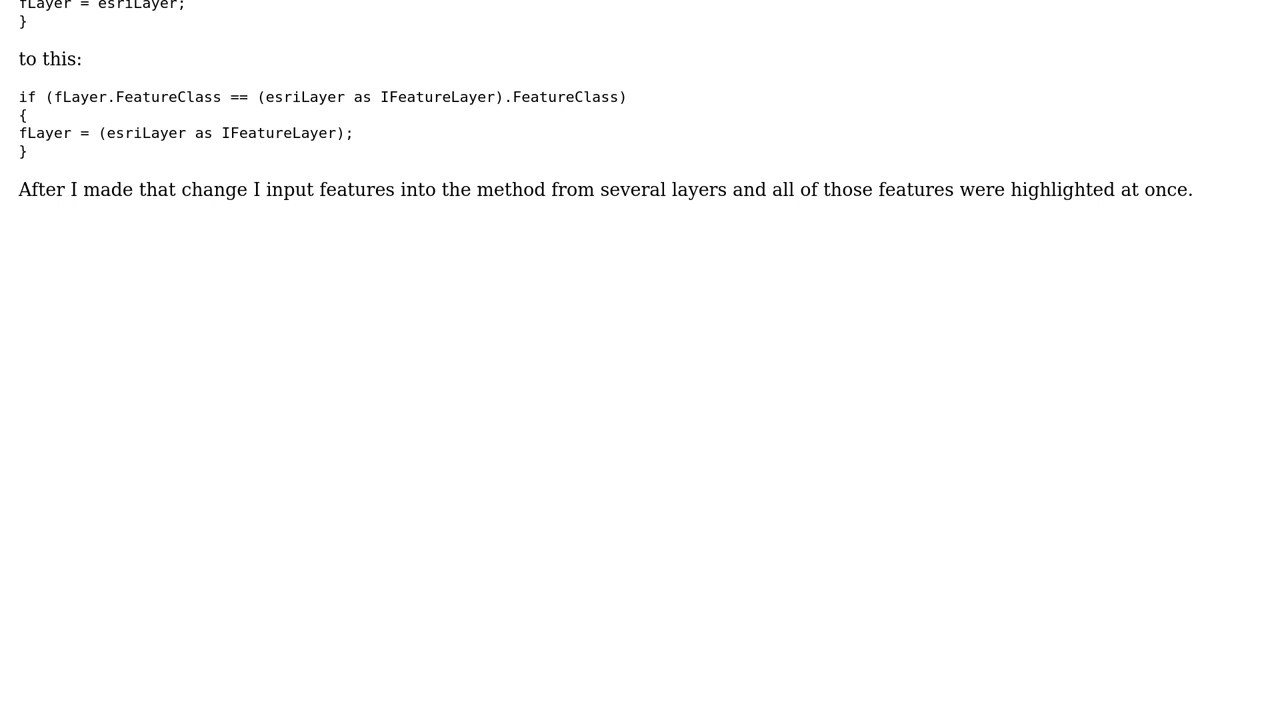 fLayer = esriLayer;
}
to this:
if (fLayer.FeatureClass == (esriLayer as IFeatureLayer).FeatureClass)
{
fLayer = (esriLayer as IFeatureLayer);
}
After I made that change I input features into the method from several layers and all of those features were highlighted at once.